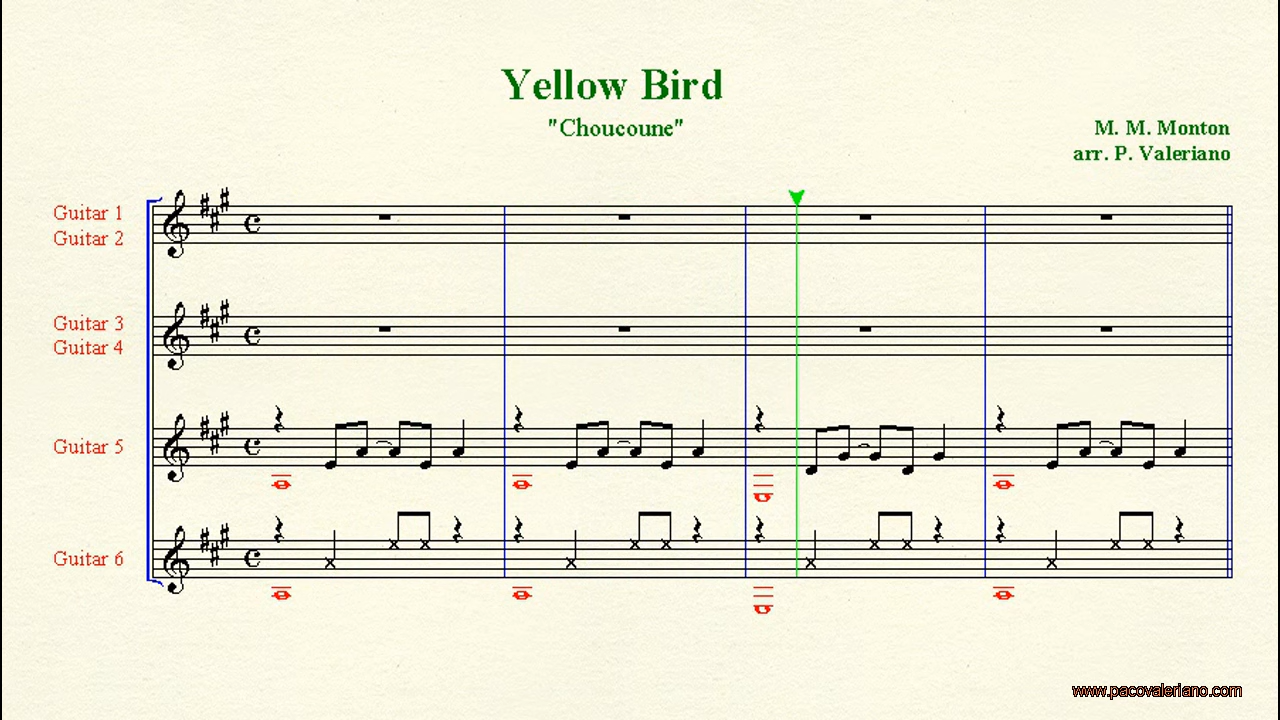 Yellow Bird
"Choucoune"
M. M. Monton
arr. P. Valeriano
Guitar 1
Guitar 2
Guitar 3
Guitar 4
Guitar 5
Guitar 6
www.pacovaleriano.com